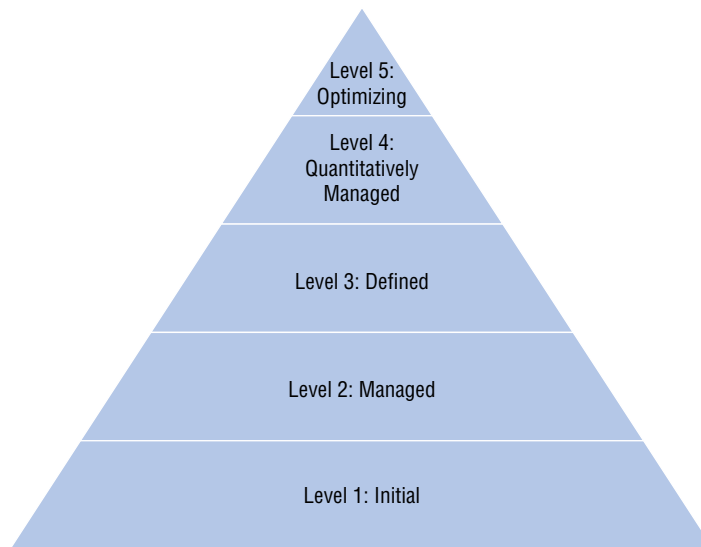 Level 5:
Optimizing
Level 4:
Quantitatively
Managed
Level 3: Defined
Level 2: Managed
Level 1: Initial